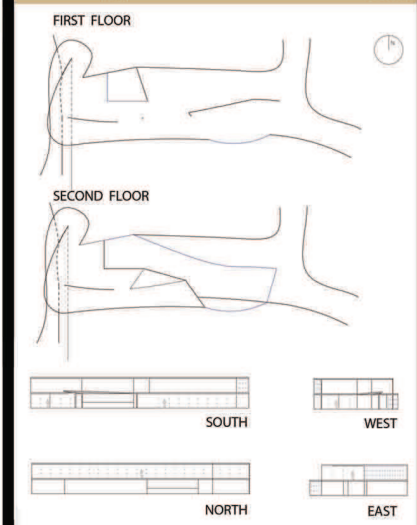 FIRST FLOOR
N
SECOND FLOOR
SOUTH
WEST
NORTH
EAST